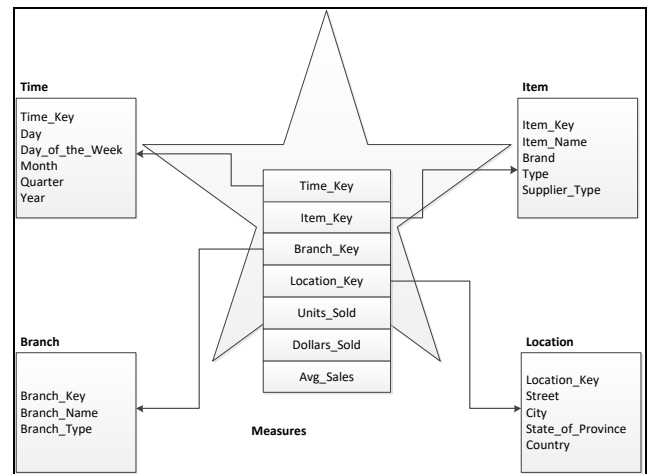 Time
Time_Key
Day
Day_of_the_Week
Month
Quarter
Year
Item
Item_Key
Item_Name
Brand
Type
Supplier_Type
Time_Key
Item_Key
Branch_Key
Location_Key
Units_Sold
Dollars_Sold
Avg_Sales
Measures
Branch
Branch_Key
Branch_Name
Branch_Type
Location
Location_Key
Street
City
State_of_Province
Country